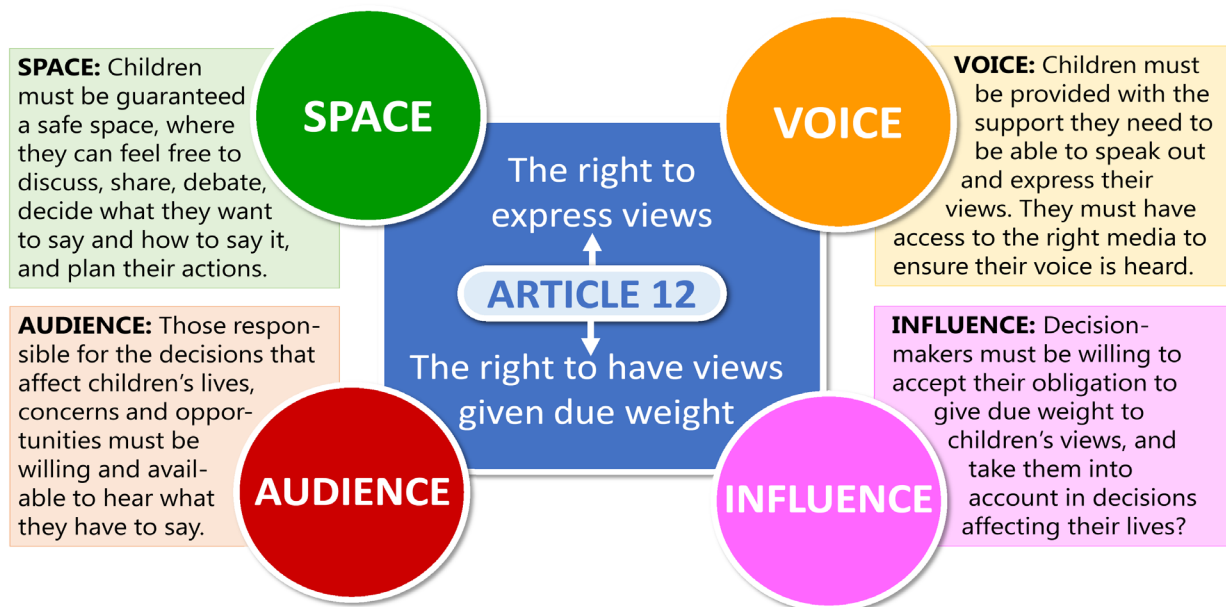 SPACE: Children
must be guaranteed
a safe space, where
they can feel free to
discuss, share, debate,
decide what they want
to say and how to say it,
and plan their actions.
SPACE
The right to
express views
ARTICLE 12
The right to have views
given due weight
VOICE
VOICE: Children must
be provided with the
support they need to
be able to speak out
and express their
views. They must have
access to the right media to
ensure their voice is heard.
AUDIENCE: Those respon-
sible for the decisions that
affect children’s lives,
concerns and oppor-
tunities must be
willing and avail-
able to hear what
they have to say.
AUDIENCE
INFLUENCE
INFLUENCE: Decision-
makers must be willing to
accept their obligation to
give due weight to
children’s views, and
take them into
account in decisions
affecting their lives?